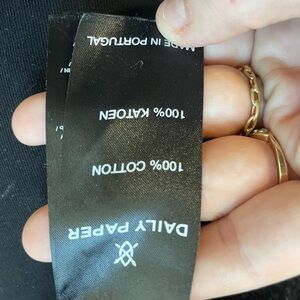 DAILY PAPER
100% COTTON
100% KATOEN
MADE IN PORTUGAL